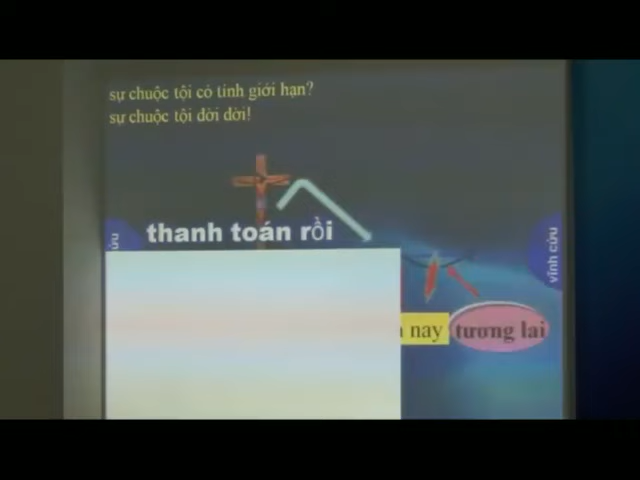 sự chuộc tội có tính giới hạn?
sự chuộc tội đời đời!
thanh toán rồi
cửu
vĩnh cửu
nay
tương lai